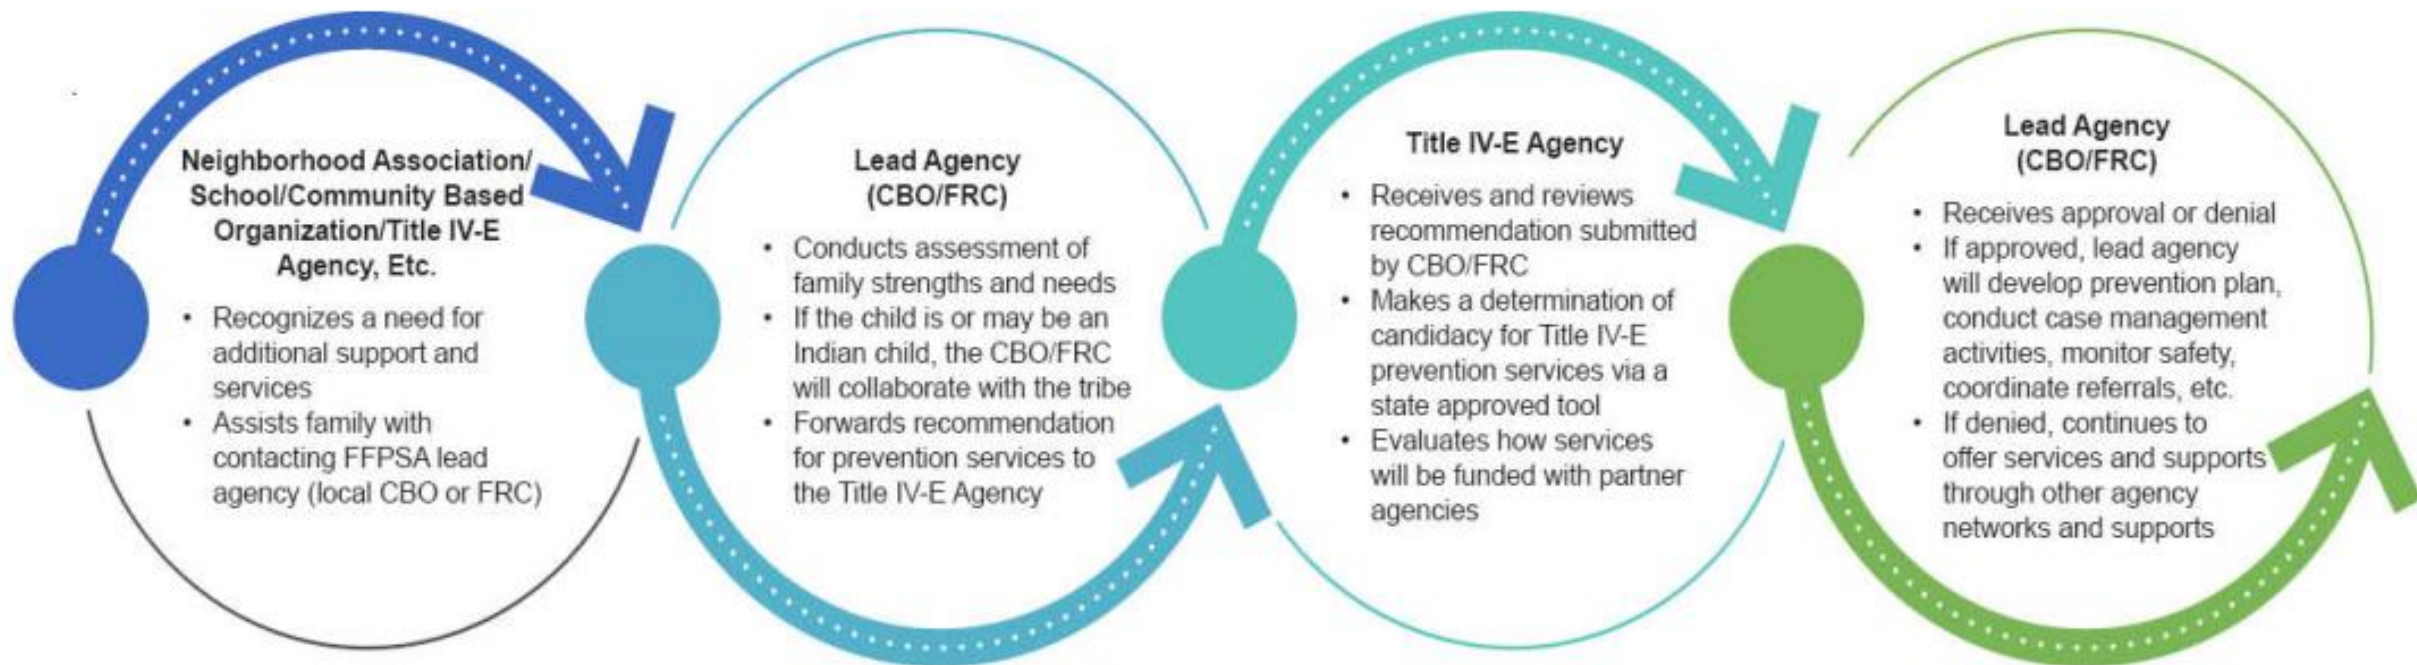 Neighborhood Association/
School/Community Based
Organization/Title IV-E
Agency, Etc.
• Recognizes a need for
additional support and
services
• Assists family with
contacting FFPSA lead
agency (local CBO or FRC)
Lead Agency
(CBO/FRC)
• Conducts assessment of
family strengths and needs
• If the child is or may be an
Indian child, the CBO/FRC
will collaborate with the tribe
• Forwards recommendation
for prevention services to
the Title IV-E Agency
Title IV-E Agency
• Receives and reviews
recommendation submitted
by CBO/FRC
• Makes a determination of
candidacy for Title IV-E
prevention services via a
state approved tool
• Evaluates how services
will be funded with partner
agencies
Lead Agency
(CBO/FRC)
• Receives approval or denial
• If approved, lead agency
will develop prevention plan,
conduct case management
activities, monitor safety,
coordinate referrals, etc.
• If denied, continues to
offer services and supports
through other agency
networks and supports